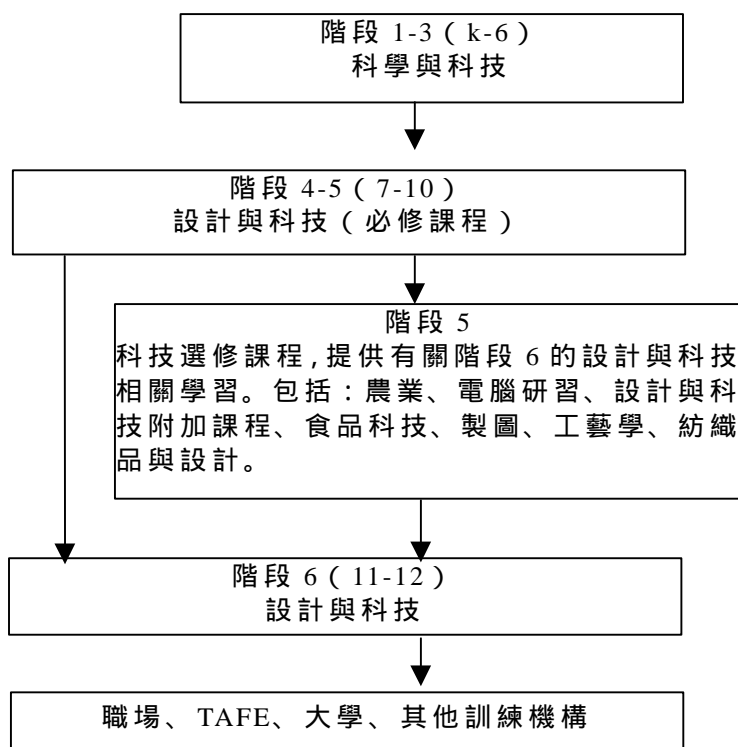 階段 1-3（k-6）
科學與科技
階段 4-5（7-10）
設計與科技（必修課程）
階段 5
科技選修課程,提供有關階段 6 的設計與科技
相關學習。包括：農業、電腦研習、設計與科
技附加課程、食品科技、製圖、工藝學、紡織
品與設計。
階段 6（11-12）
設計與科技
職場、TAFE、大學、其他訓練機構